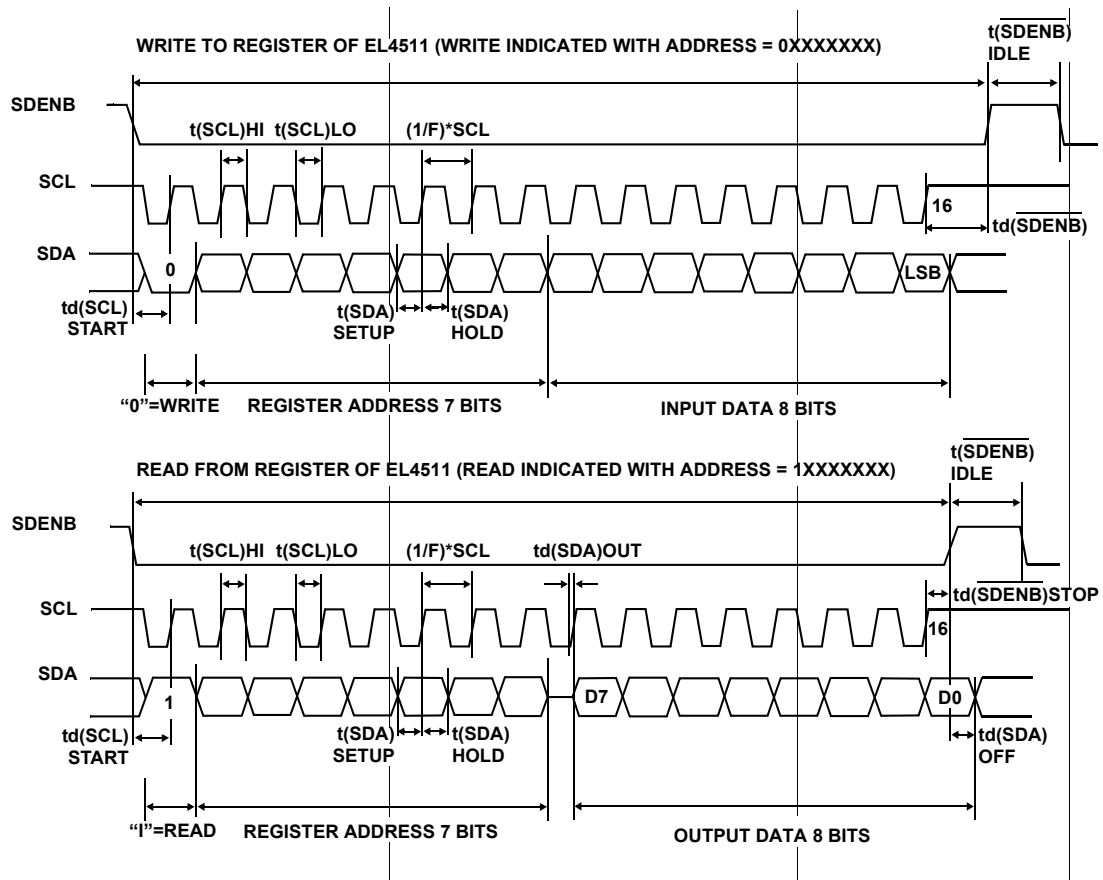 WRITE TO REGISTER OF EL4511 (WRITE INDICATED WITH ADDRESS = 0XXXXXXX)
t(SDENB)
IDLE
SDENB
t(SCL)HI t(SCL)LO (1/F)*SCL
SCL
16
td(SDENB)
SDA
0
LSB
td(SCL)
START
t(SDA)
SETUP
t(SDA)
HOLD
“0”=WRITE
REGISTER ADDRESS 7 BITS
INPUT DATA 8 BITS
READ FROM REGISTER OF EL4511 (READ INDICATED WITH ADDRESS = 1XXXXXXX)
t(SDENB)
IDLE
SDENB
t(SCL)HI t(SCL)LO (1/F)*SCL td(SDA)OUT
td(SDENB)STOP
SCL
16
SDA
1
D7
D0
td(SCL)
START
t(SDA)
SETUP
t(SDA)
HOLD
td(SDA)
OFF
“I”=READ
REGISTER ADDRESS 7 BITS
OUTPUT DATA 8 BITS